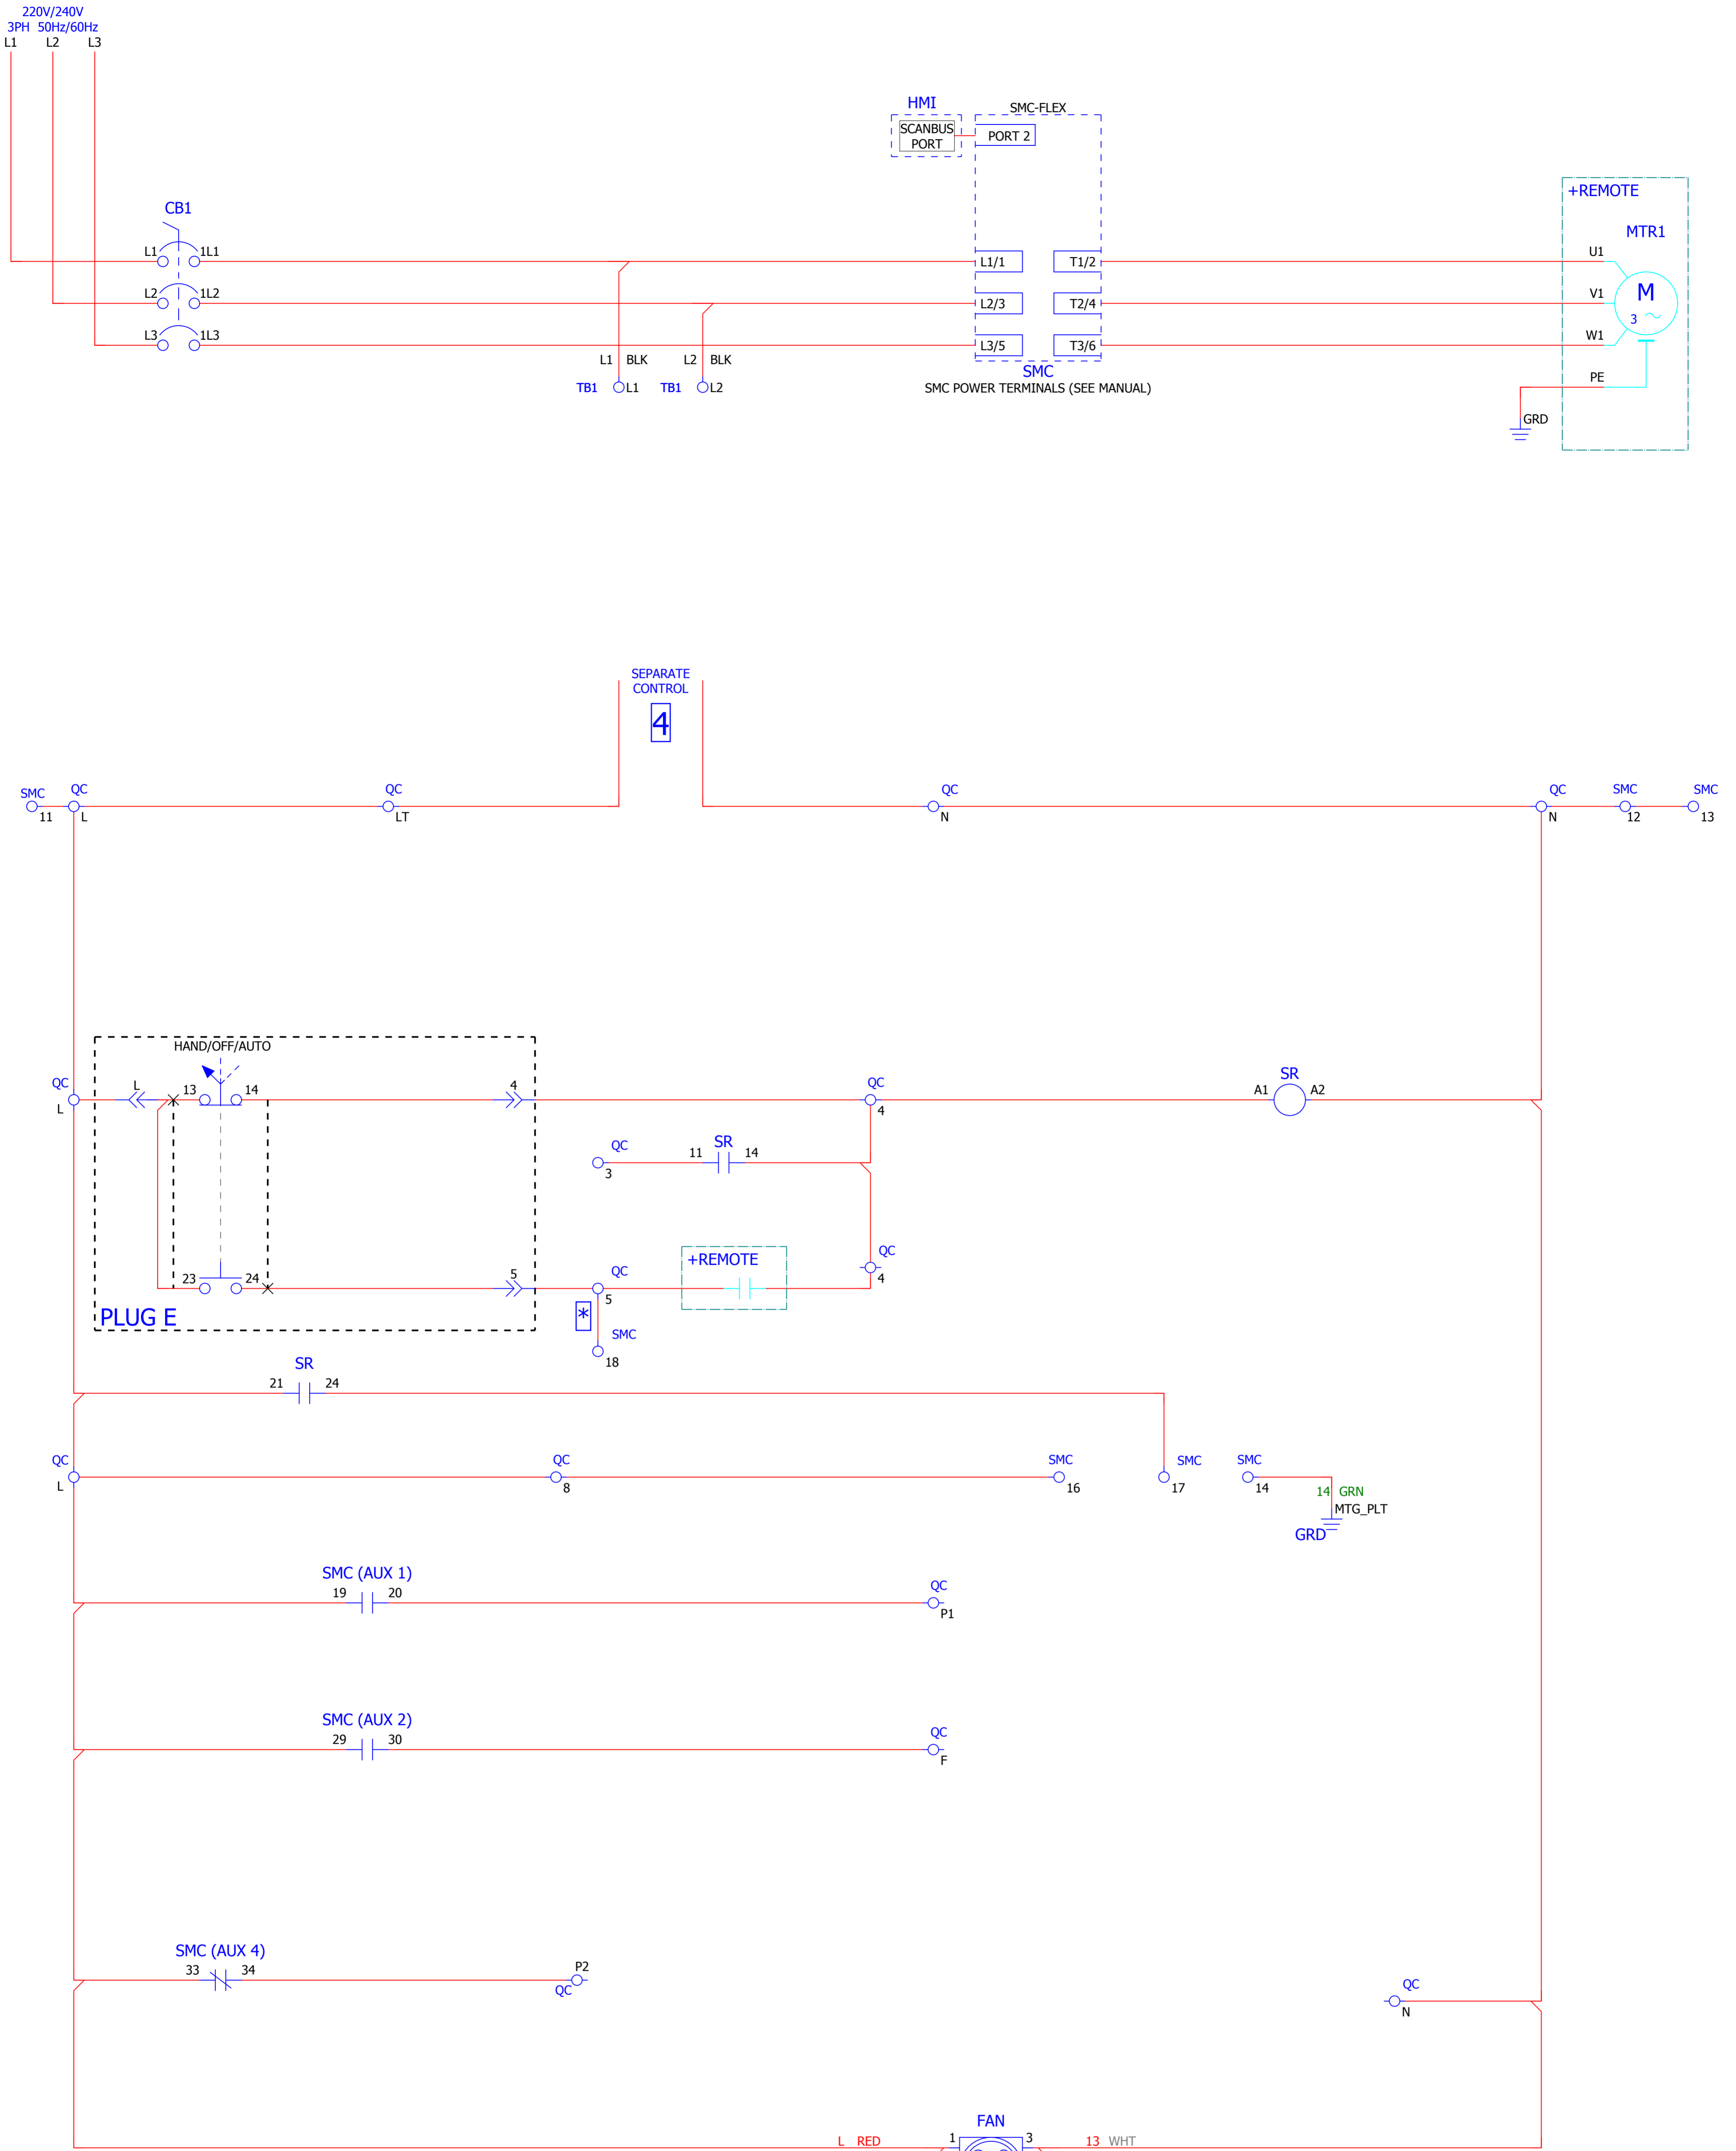 220V/240V
3PH 50Hz/60Hz
L1 L2 L3
HMI
SMC-FLEX
SCANBUS
PORT
PORT 2
+REMOTE
CB1
MTR1
L1 1L1 L1/1 T1/2 U1
L2 1L2 L2/3 T2/4 V1
M
3
L3 1L3 L3/5 T3/6 W1
L1 BLK L2 BLK
SMC
PE
TB1 L1 TB1 L2
SMC POWER TERMINALS (SEE MANUAL)
GRD
SEPARATE
CONTROL
4
SMC QC QC QC QC SMC SMC
11 L LT N N 12 13
HAND/OFF/AUTO
QC L 13 14 4 QC SR
L 4 A1 A2
QC SR
11 14
3
QC
+REMOTE
4
23 24 5 QC
5
PLUG E
*
SMC
18
SR
21 24
QC QC SMC SMC SMC
L 8 16 17 14
14 GRN
MTG_PLT
GRD
SMC (AUX 1)
19 20 QC
P1
SMC (AUX 2)
29 30 QC
F
SMC (AUX 4)
33 34 P2
QC
QC
N
FAN
L RED 1 3 13 WHT